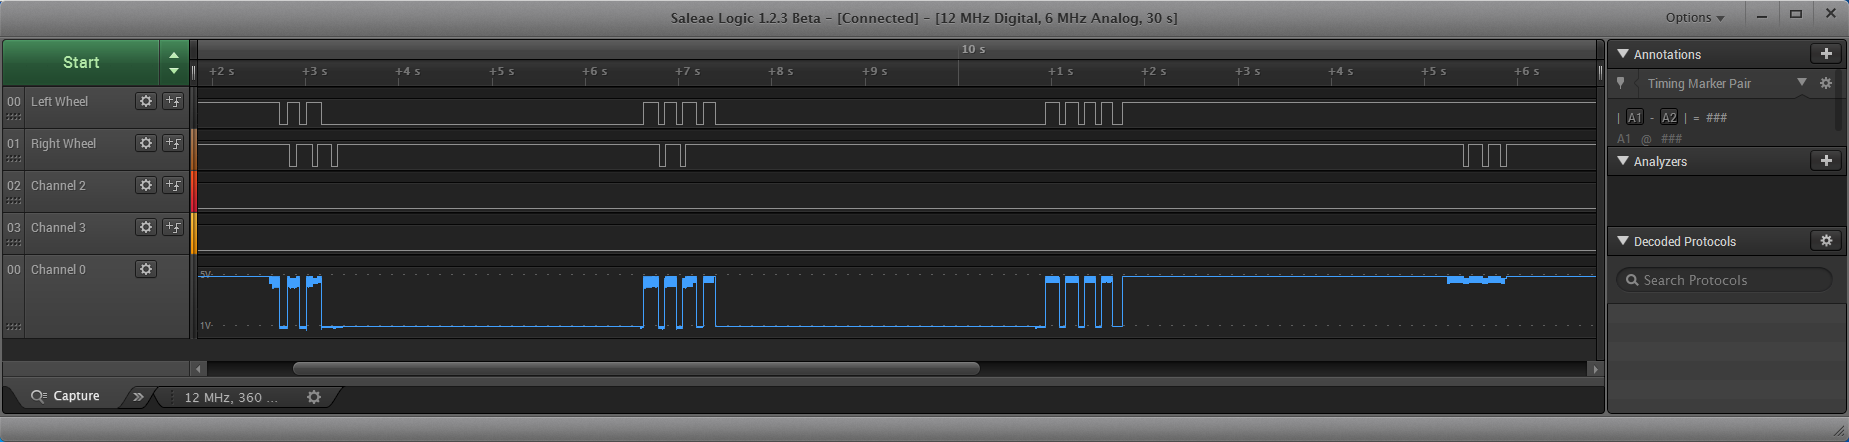 Saleae Logic 1.2.3 Beta - [Connected] - [12 MHz Digital, 6 MHz Analog, 30 s]
Options
Start
10 s
+2 s +3 s +4 s +5 s +6 s +7 s +8 s +9 s +1 s +2 s +3 s +4 s +5 s +6 s
00 Left Wheel
01 Right Wheel
02 Channel 2
03 Channel 3
00 Channel 0
5V
1V
Capture
12 MHz, 360 ...
Annotations
Timing Marker Pair
| A1 - A2 | = ###
A1 @ ###
Analyzers
Decoded Protocols
Search Protocols